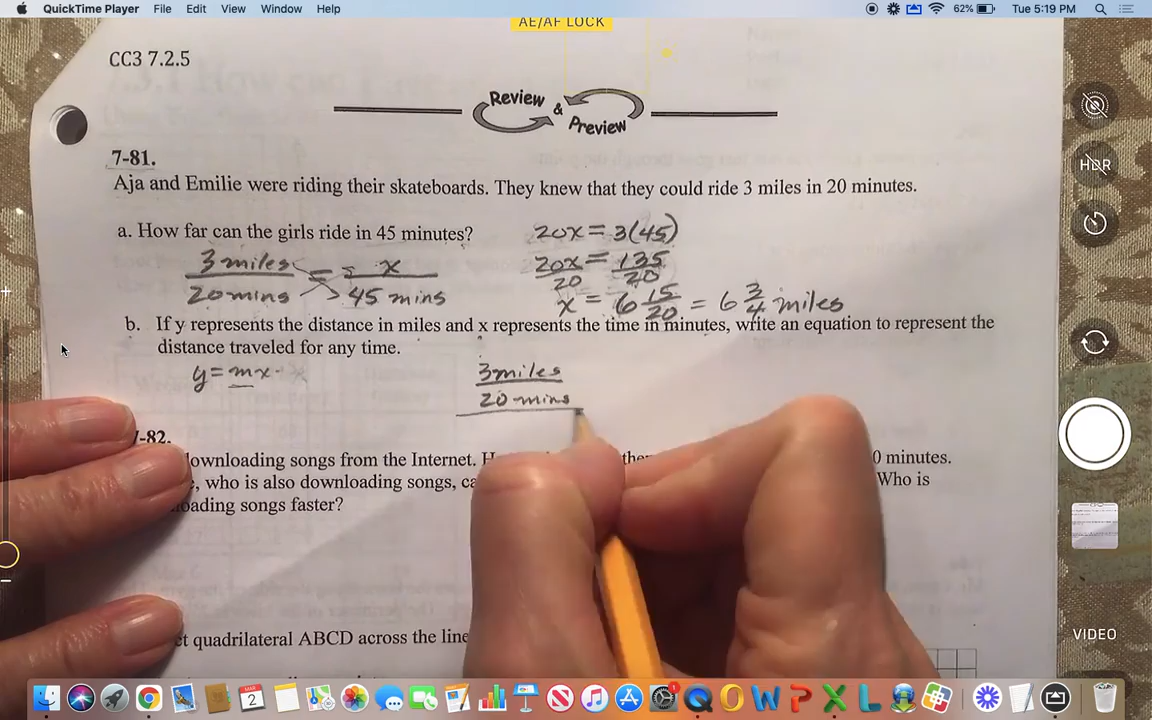 QuickTime Player File Edit View Window Help 62% Tue 5:19 PM
AE/AF LOCK
CC3 7.2.5
Review & Preview
7-81.
Aja and Emilie were riding their skateboards. They knew that they could ride 3 miles in 20 minutes.
a. How far can the girls ride in 45 minutes?
20x = 3(45)
3 miles = x
20 mins 45 mins
20x = 135
20 20
x = 6 15/20 = 6 3/4 miles
b. If y represents the distance in miles and x represents the time in minutes, write an equation to represent the
distance traveled for any time.
y = mx
3 miles
20 mins
-82.
ownloading songs from the Internet. 0 minutes.
, who is also downloading songs, Who is
ading songs faster?
et quadrilateral ABCD across the line
HDR
VIDEO
MAR
2